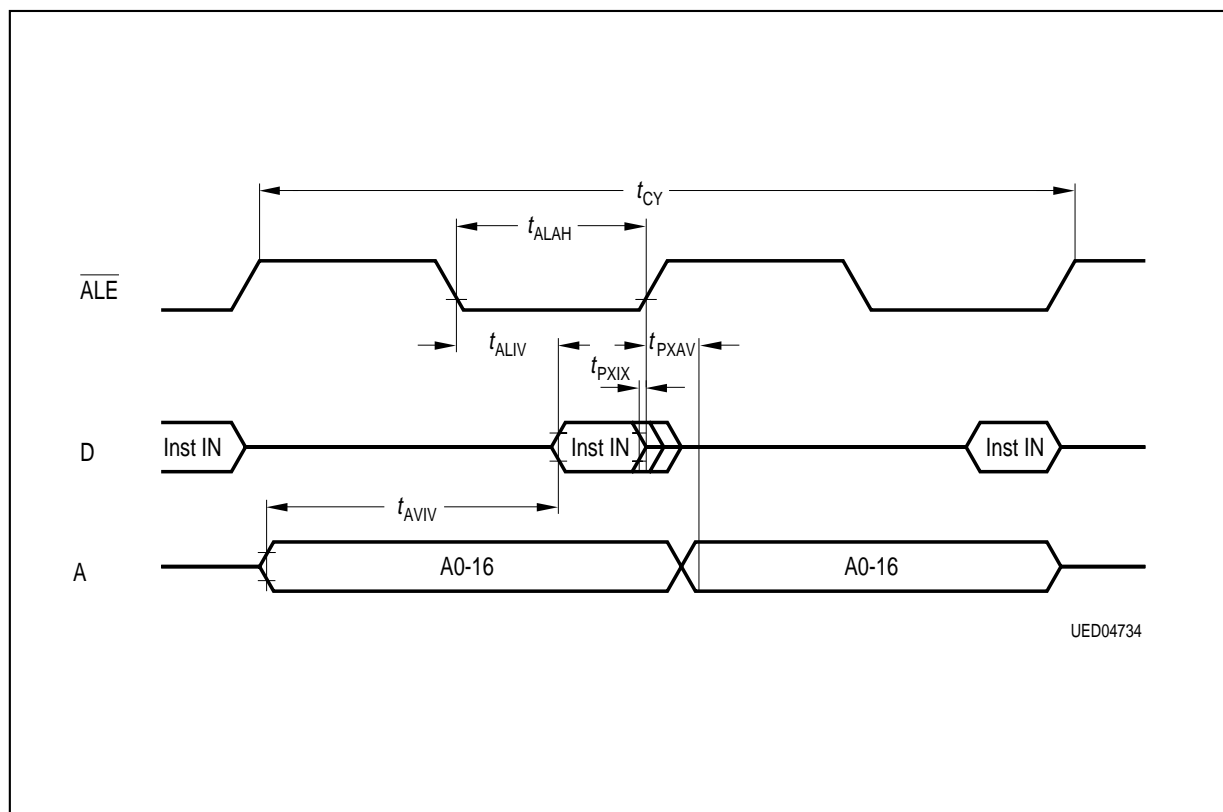 tCY
tALAH
ALE
tALIV
tPXAV
tPXIX
D
Inst IN
Inst IN
Inst IN
tAVIV
A
A0-16
A0-16
UED04734